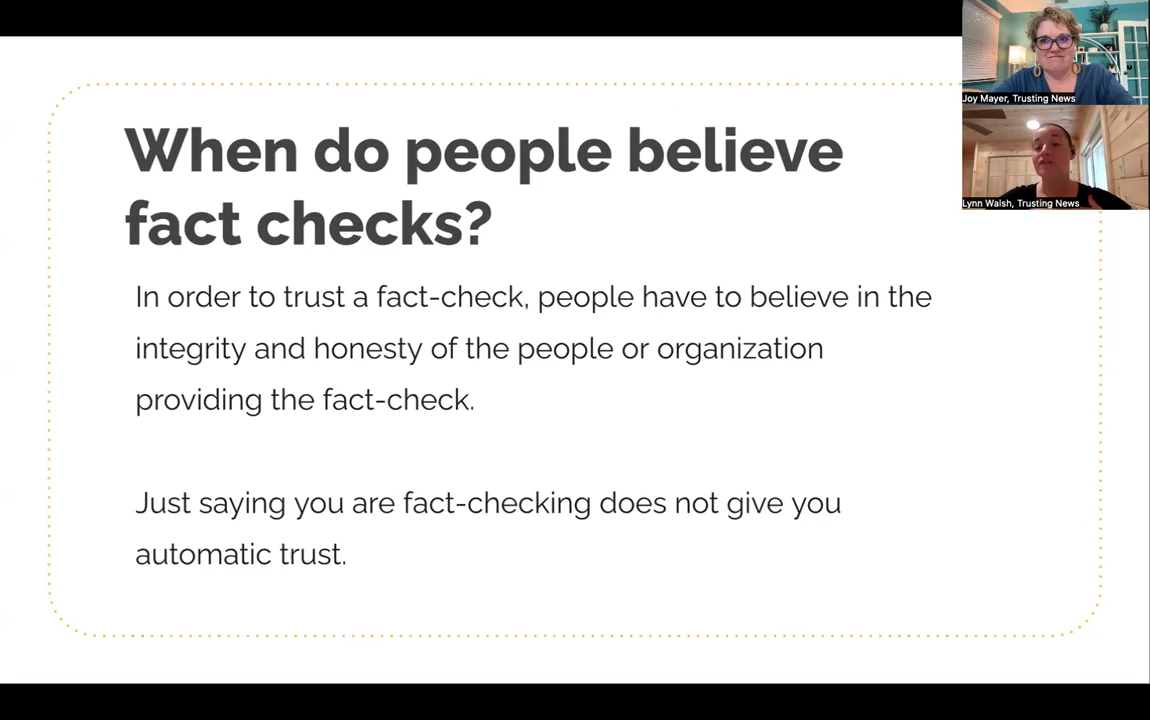 Joy Mayer, Trusting News
Lynn Walsh, Trusting News
When do people believe
fact checks?
In order to trust a fact-check, people have to believe in the
integrity and honesty of the people or organization
providing the fact-check.
Just saying you are fact-checking does not give you
automatic trust.